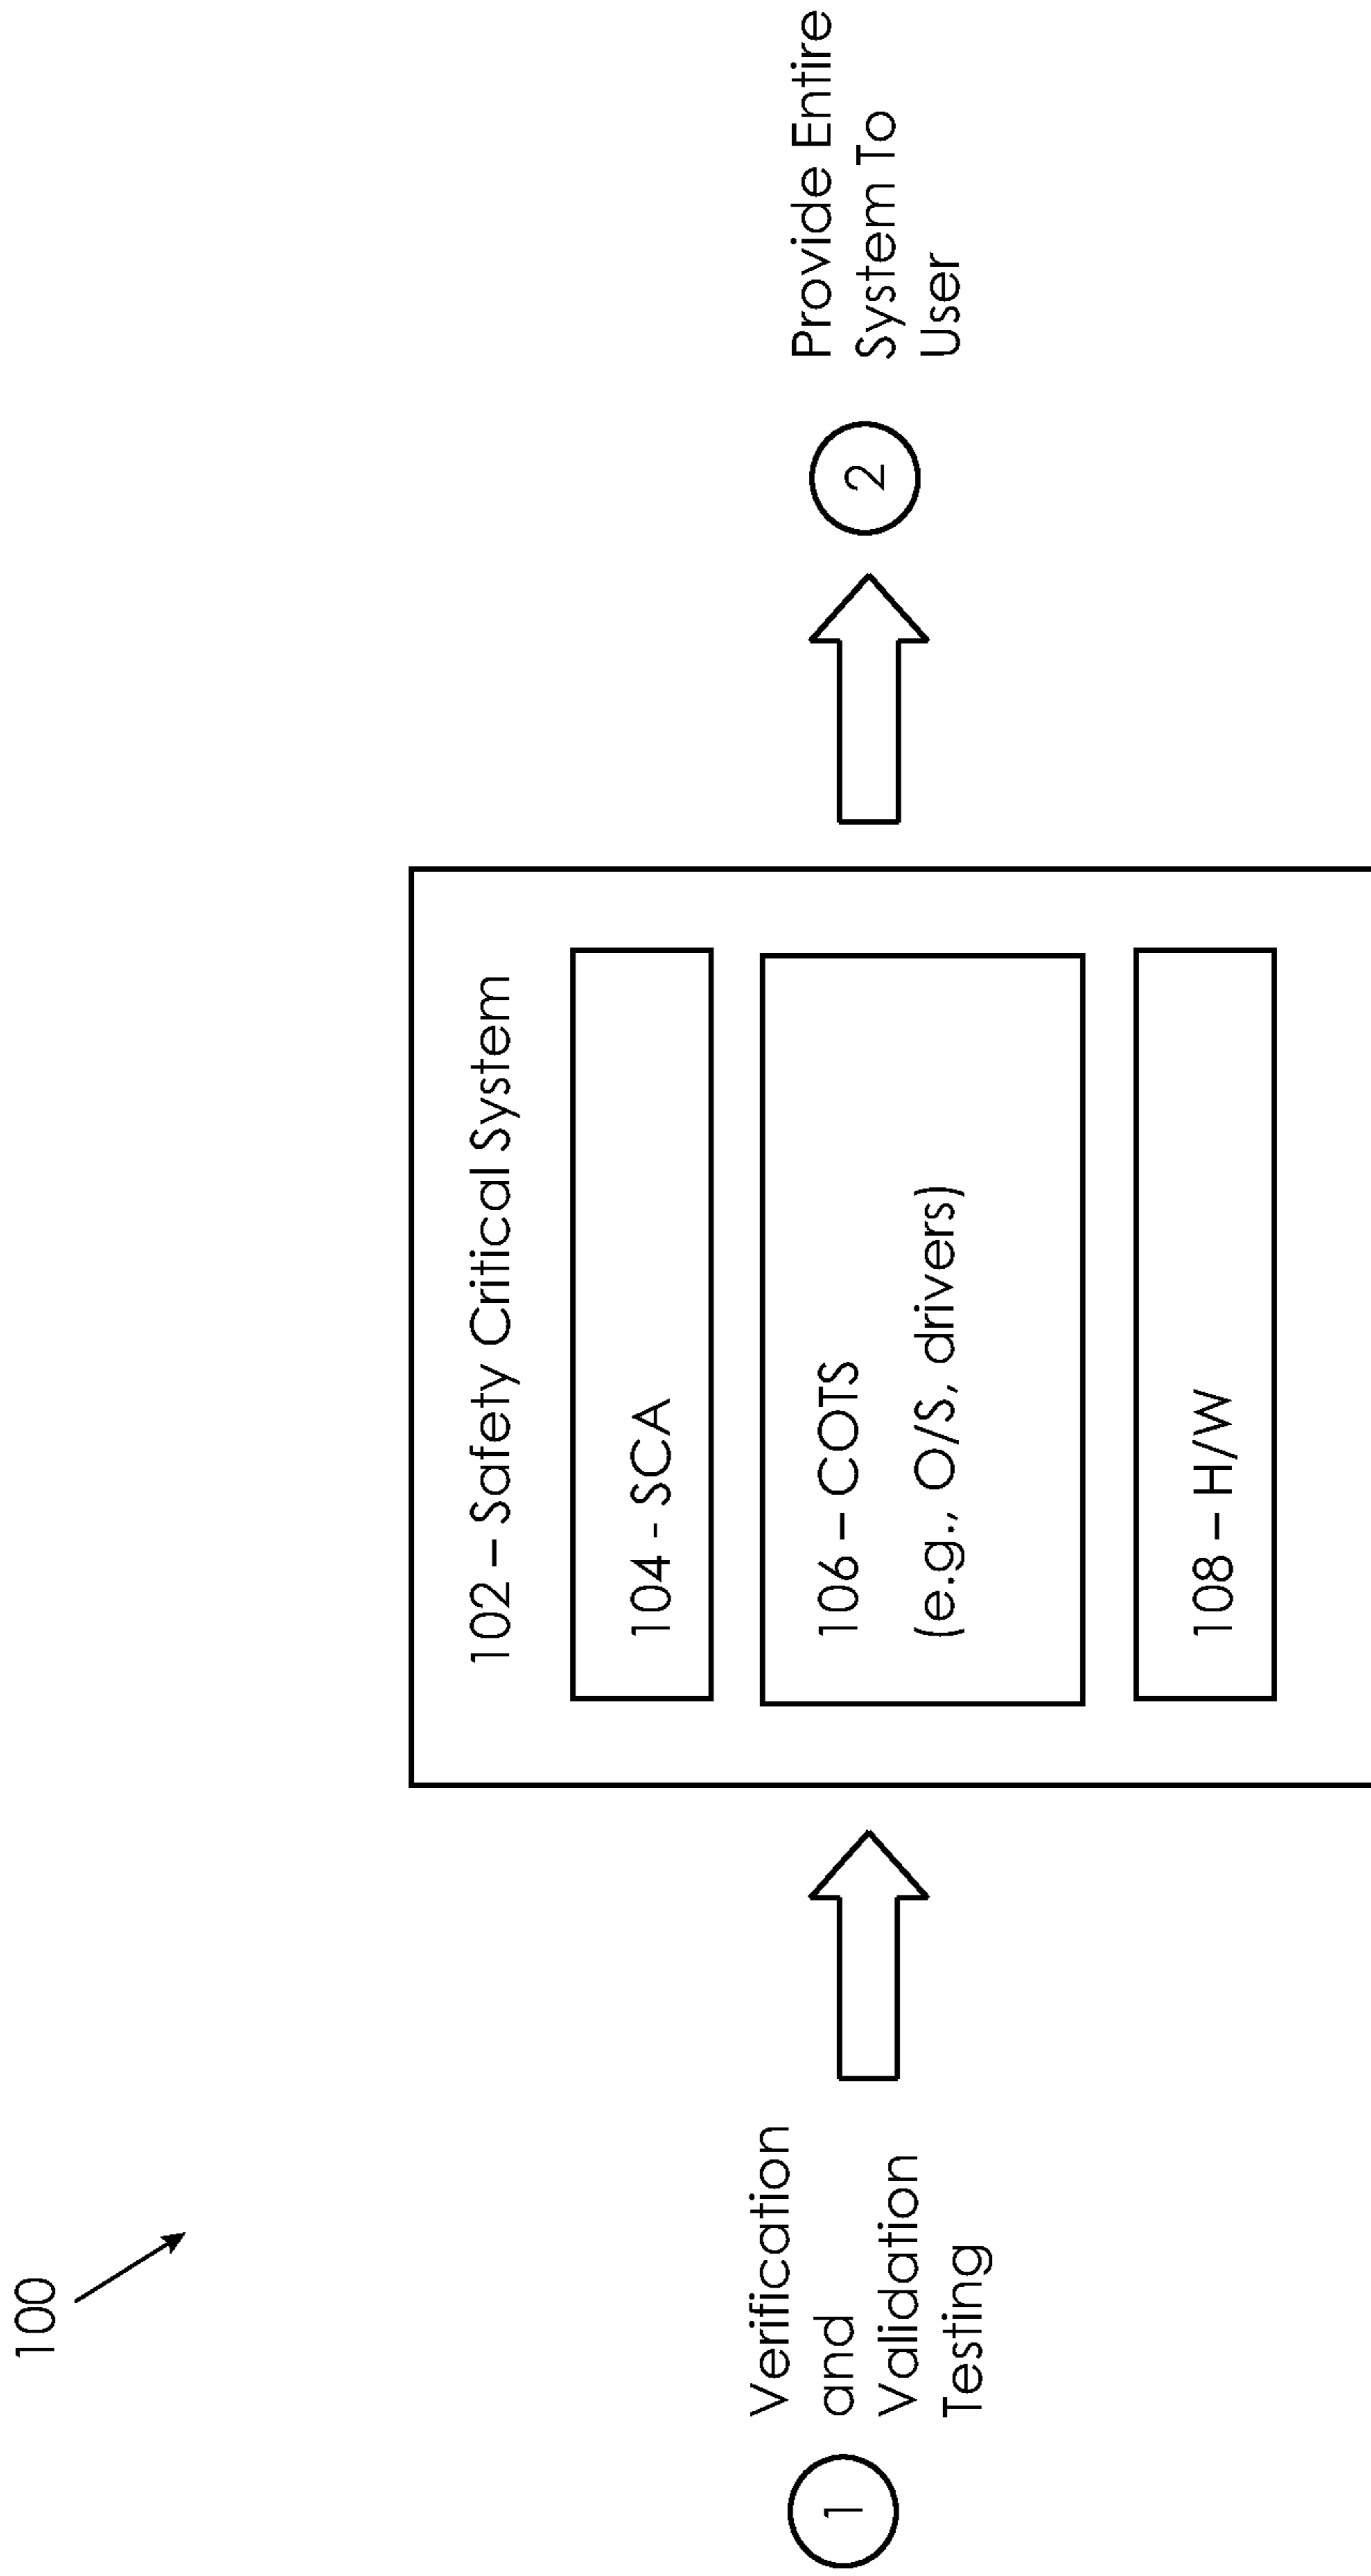 100
1
Verification
and
Validation
Testing
102 – Safety Critical System
104 - SCA
106 – COTS
(e.g., O/S, drivers)
108 – H/W
2
Provide Entire
System To
User